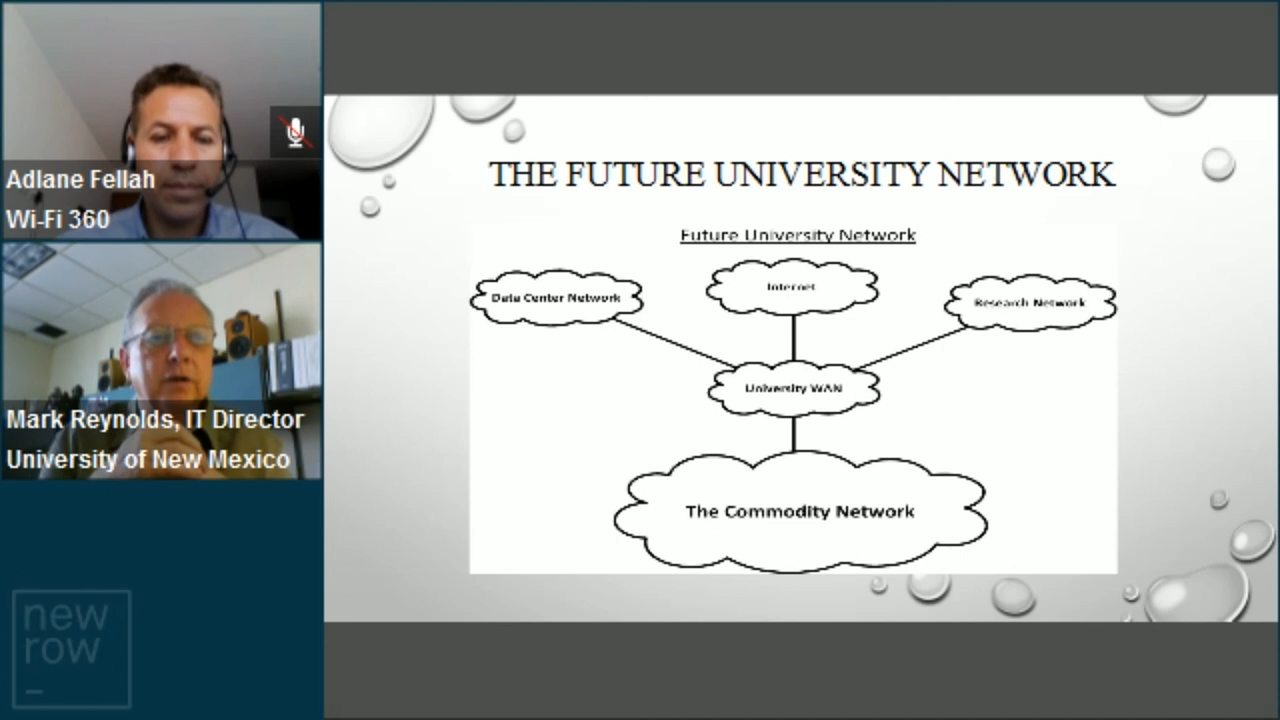 Adlane Fellah
Wi-Fi 360
Mark Reynolds, IT Director
University of New Mexico
new
row
THE FUTURE UNIVERSITY NETWORK
Future University Network
Data Center Network
Internet
Research Network
University WAN
The Commodity Network